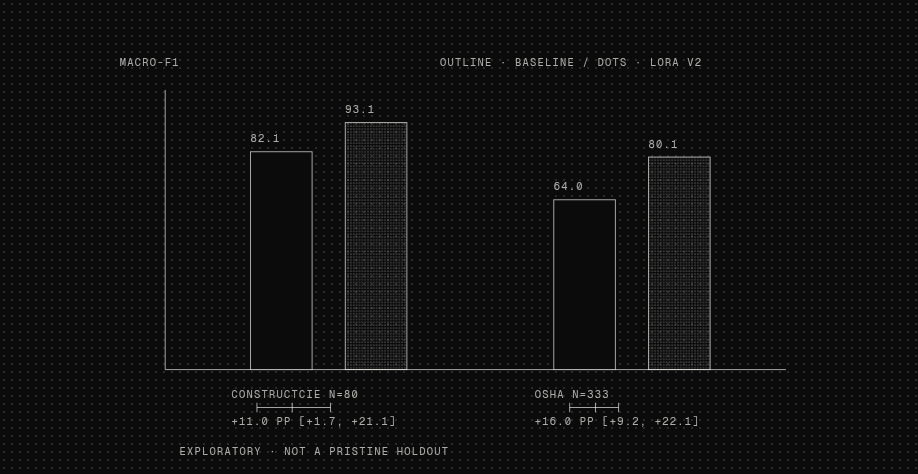 MACRO-F1
OUTLINE · BASELINE / DOTS · LORA V2
93.1
82.1
80.1
64.0
CONSTRUCTCIE N=80
OSHA N=333
+11.0 PP [+1.7, +21.1]
+16.0 PP [+9.2, +22.1]
EXPLORATORY · NOT A PRISTINE HOLDOUT